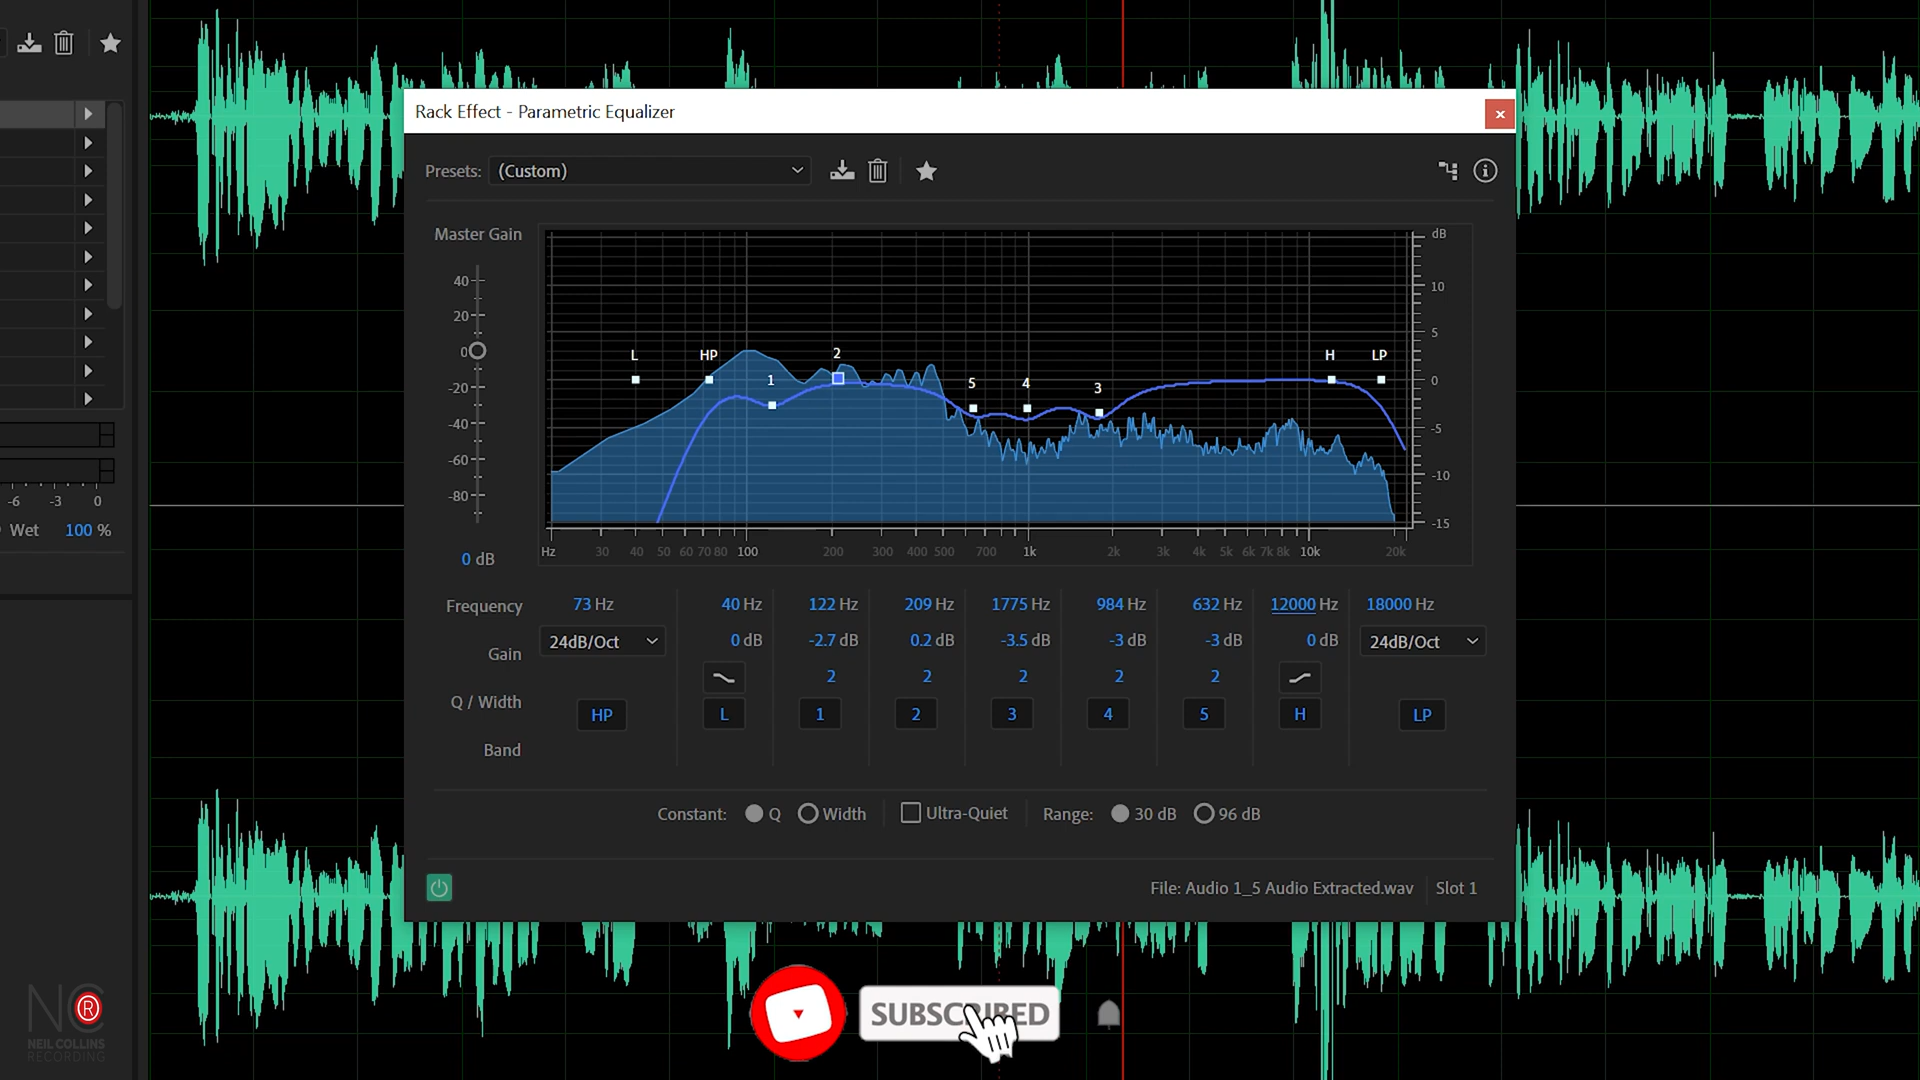 Rack Effect - Parametric Equalizer
Presets: (Custom)
Master Gain
40
20
0
-20
-40
-60
-80
0 dB
L HP 1 2 5 4 3 H LP
dB
10
5
0
-5
-10
-15
Hz 30 40 50 60 70 80 100 200 300 400 500 700 1k 2k 3k 4k 5k 6k 7k 8k 10k 20k
Frequency 73 Hz 40 Hz 122 Hz 209 Hz 1775 Hz 984 Hz 632 Hz 12000 Hz 18000 Hz
Gain 24dB/Oct 0 dB -2.7 dB 0.2 dB -3.5 dB -3 dB -3 dB 0 dB 24dB/Oct
Q / Width 2 2 2 2 2
Band HP L 1 2 3 4 5 H LP
Constant: Q Width Ultra-Quiet Range: 30 dB 96 dB
File: Audio 1_5 Audio Extracted.wav Slot 1
-6 -3 0
Wet 100 %
NC R
NEIL COLLINS
RECORDING
SUBSCRIBED